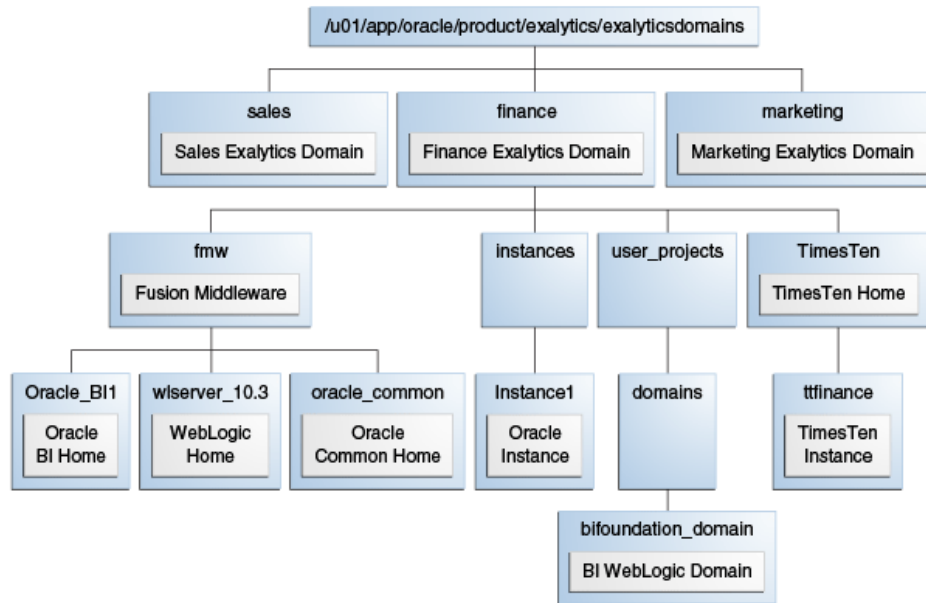 /u01/app/oracle/product/exalytics/exalyticsdomains
sales
Sales Exalytics Domain
finance
Finance Exalytics Domain
marketing
Marketing Exalytics Domain
fmw
Fusion Middleware
instances
user_projects
TimesTen
TimesTen Home
Oracle_BI1
Oracle
BI Home
wlserver_10.3
WebLogic
Home
oracle_common
Oracle
Common Home
Instance1
Oracle
Instance
domains
ttfinance
TimesTen
Instance
bifoundation_domain
BI WebLogic Domain